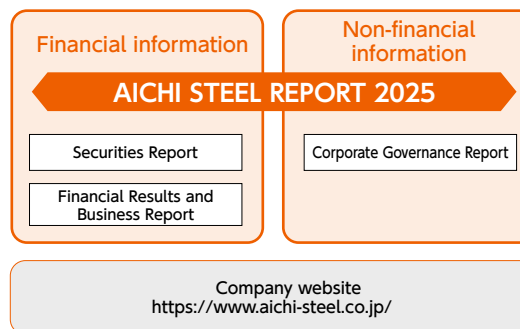 Financial information
Non-financial
information
AICHI STEEL REPORT 2025
Securities Report
Corporate Governance Report
Financial Results and
Business Report
Company website
https://www.aichi-steel.co.jp/